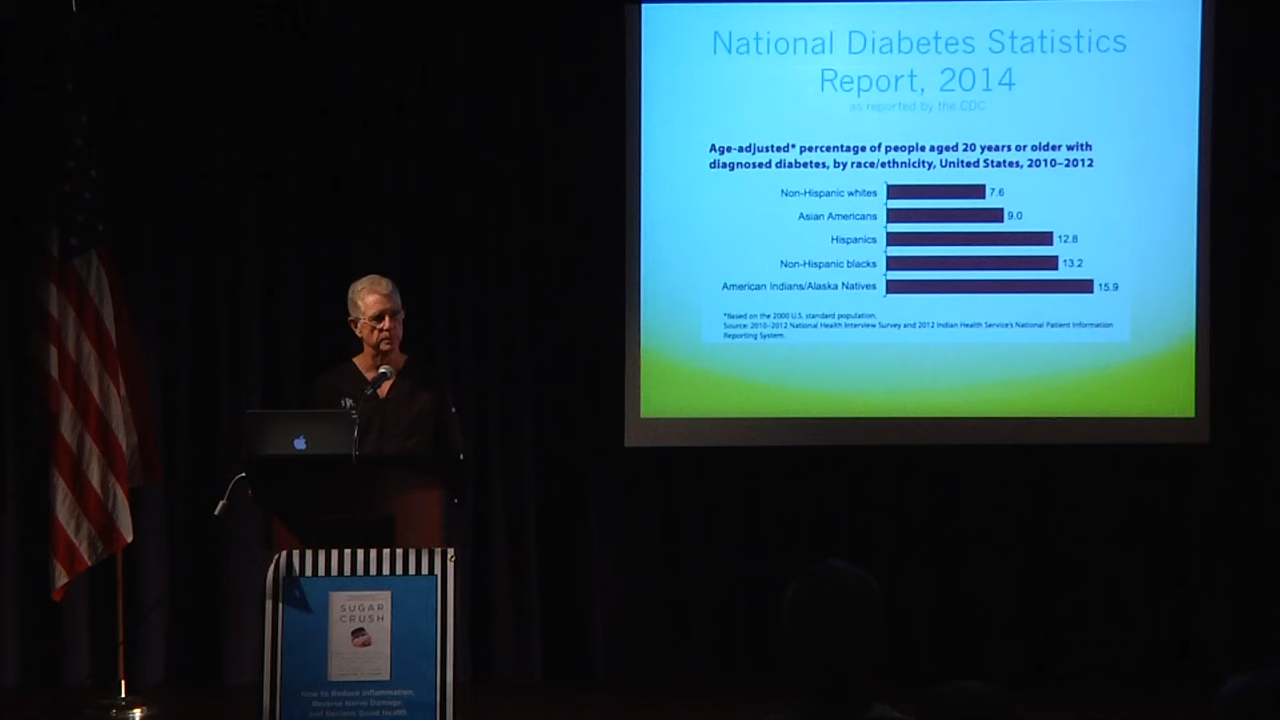 National Diabetes Statistics
Report, 2014
as reported by the CDC
Age-adjusted* percentage of people aged 20 years or older with
diagnosed diabetes, by race/ethnicity, United States, 2010–2012
Non-Hispanic whites 7.6
Asian Americans 9.0
Hispanics 12.8
Non-Hispanic blacks 13.2
American Indians/Alaska Natives 15.9
*Based on the 2000 U.S. standard population.
Source: 2010–2012 National Health Interview Survey and 2012 Indian Health Service's National Patient Information
Reporting System.
SUGAR
CRUSH
How to Reduce Inflammation,
Reverse Nerve Damage
and Reclaim Good Health